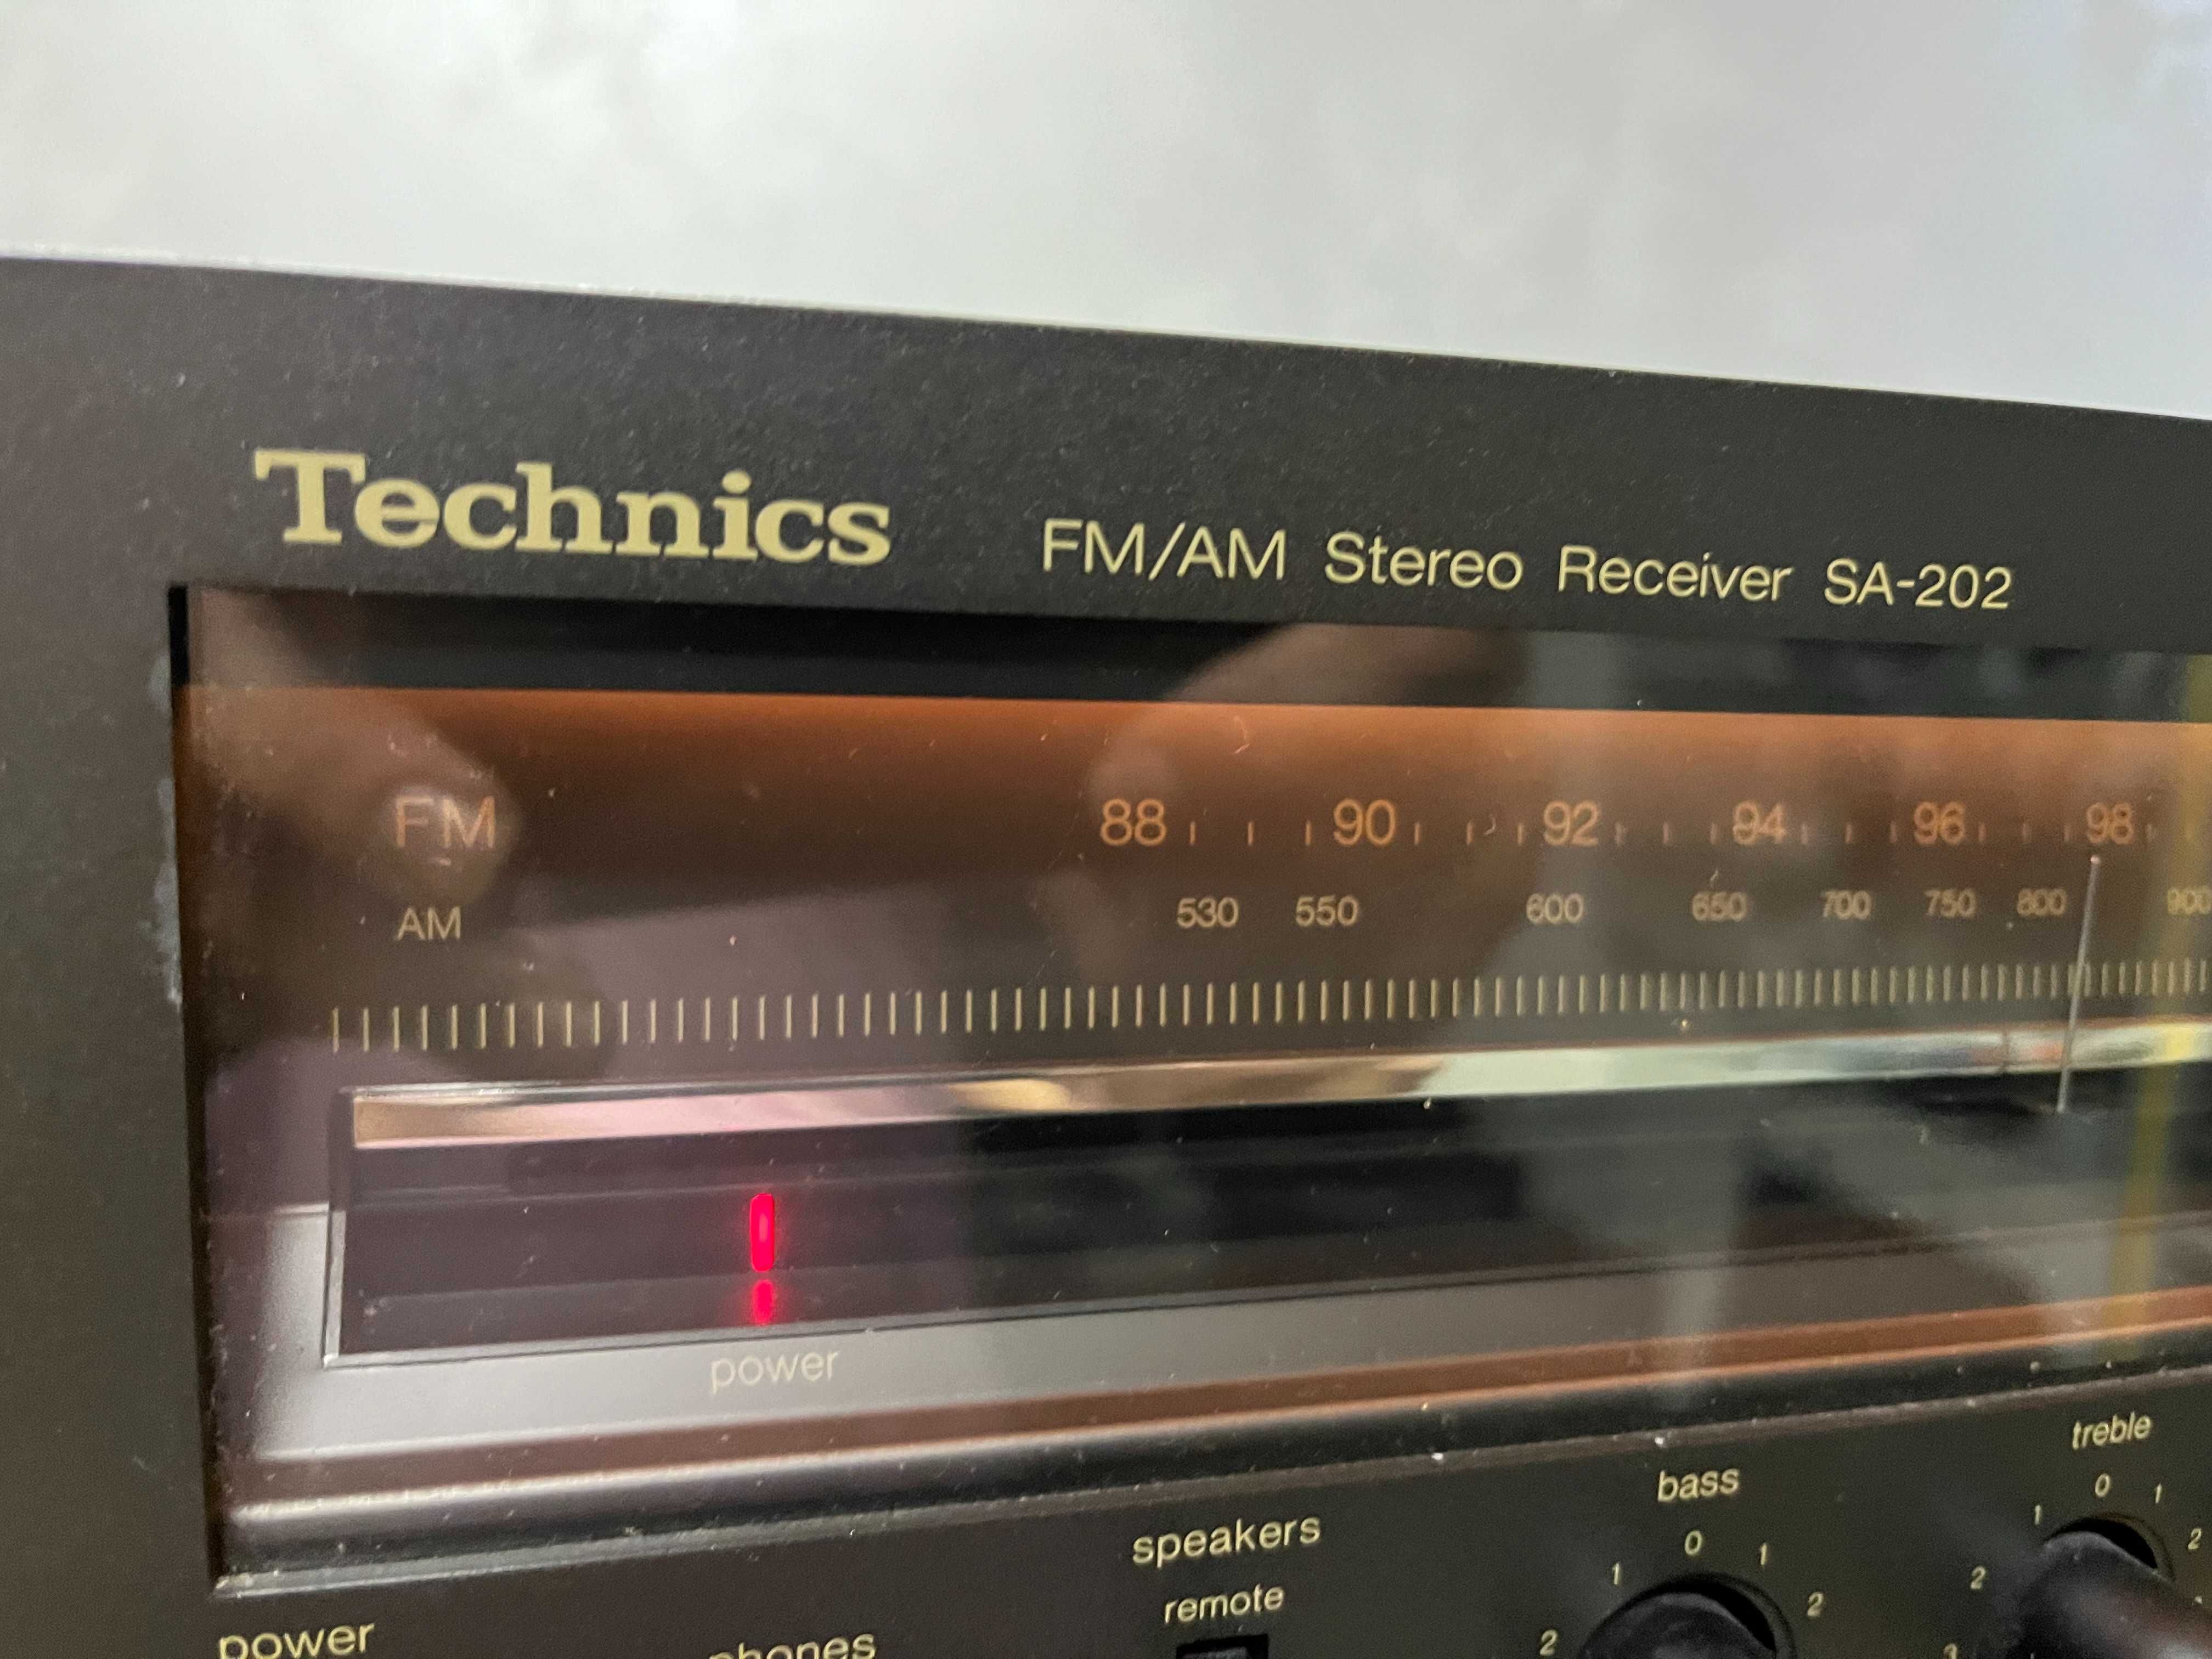 Technics FM/AM Stereo Receiver SA-202
FM 88 90 92 94 96 98
AM 530 550 600 650 700 750 800 900
power
treble
0 1
1 2
2
bass
0
1 1
2 2
speakers
remote
power phones